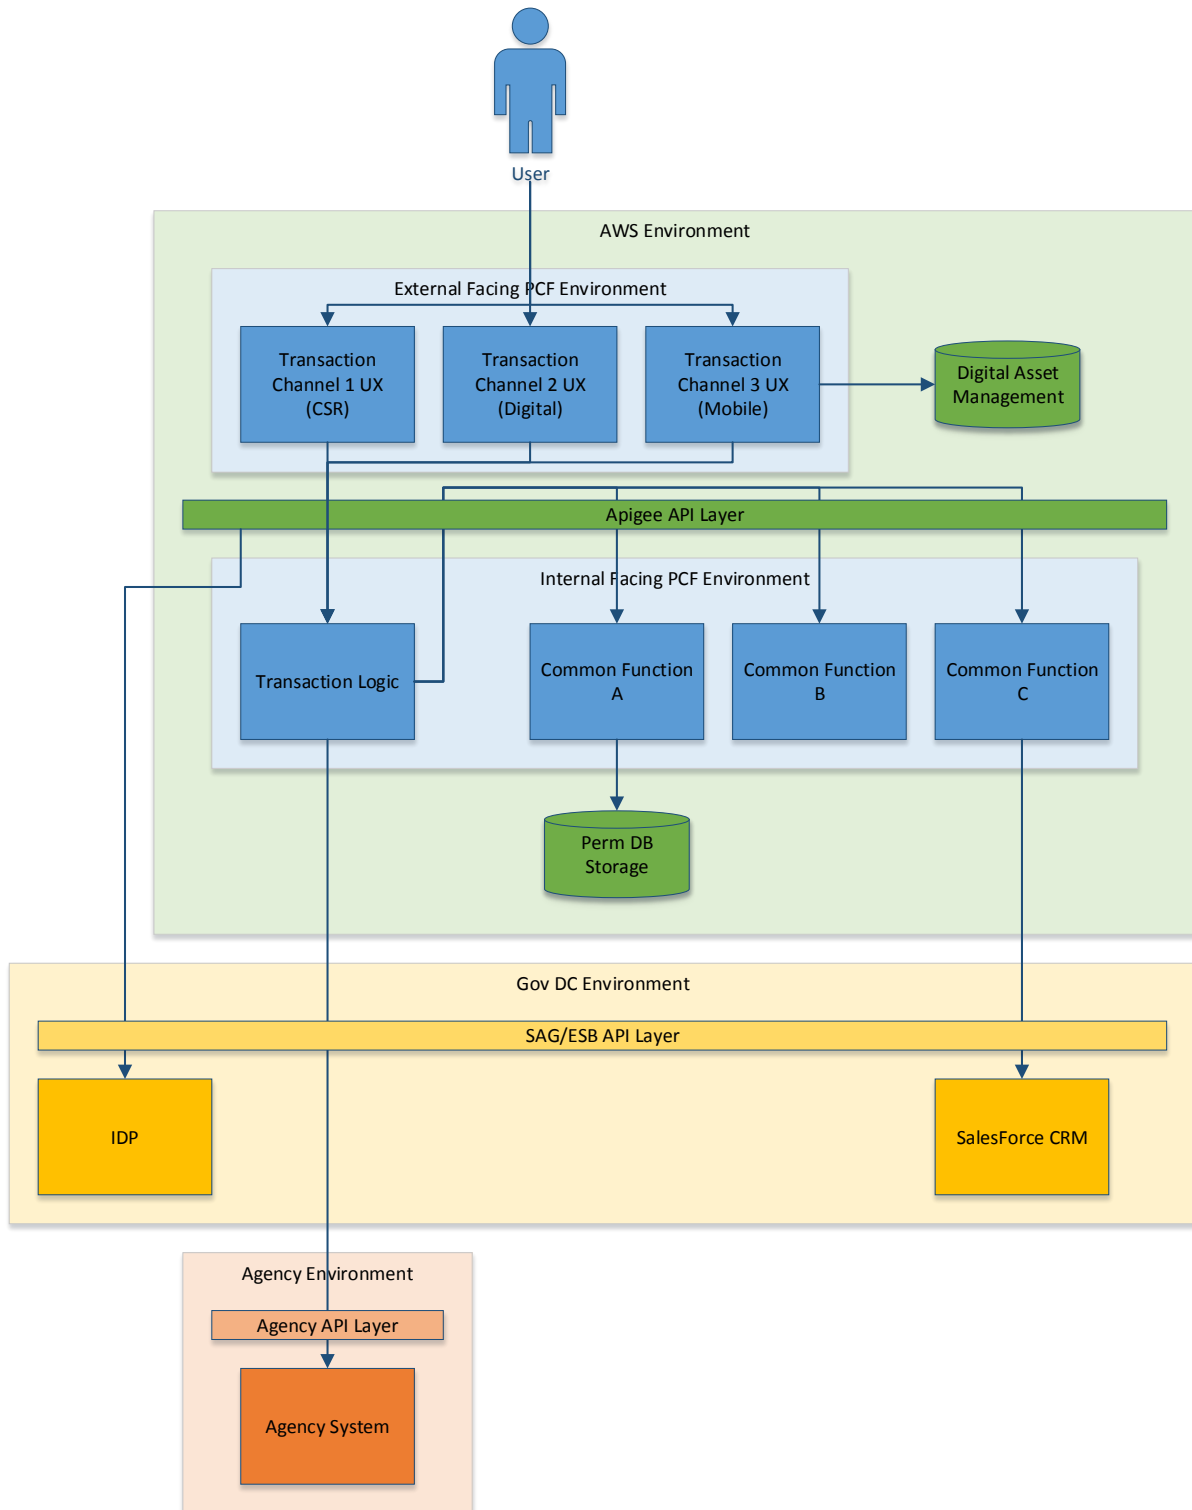 User
AWS Environment
External Facing PCF Environment
Transaction
Channel 1 UX
(CSR)
Transaction
Channel 2 UX
(Digital)
Transaction
Channel 3 UX
(Mobile)
Digital Asset
Management
Apigee API Layer
Internal Facing PCF Environment
Transaction Logic
Common Function
A
Common Function
B
Common Function
C
Perm DB
Storage
Gov DC Environment
SAG/ESB API Layer
IDP
SalesForce CRM
Agency Environment
Agency API Layer
Agency System